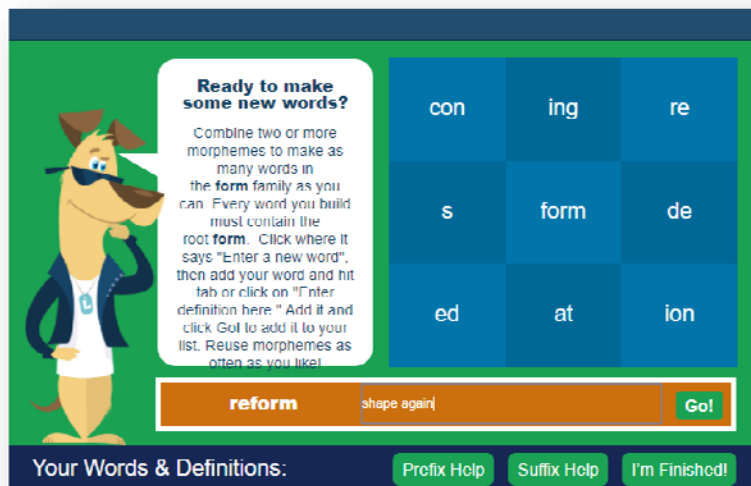 Ready to make
some new words?
Combine two or more
morphemes to make as
many words in
the form family as you
can. Every word you build
must contain the
root form. Click where it
says "Enter a new word",
then add your word and hit
tab or click on "Enter
definition here." Add it and
click Go! to add it to your
list. Reuse morphemes as
often as you like!
con ing re
s form de
ed at ion
L
reform shape again Go!
Your Words & Definitions: Prefix Help Suffix Help I'm Finished!